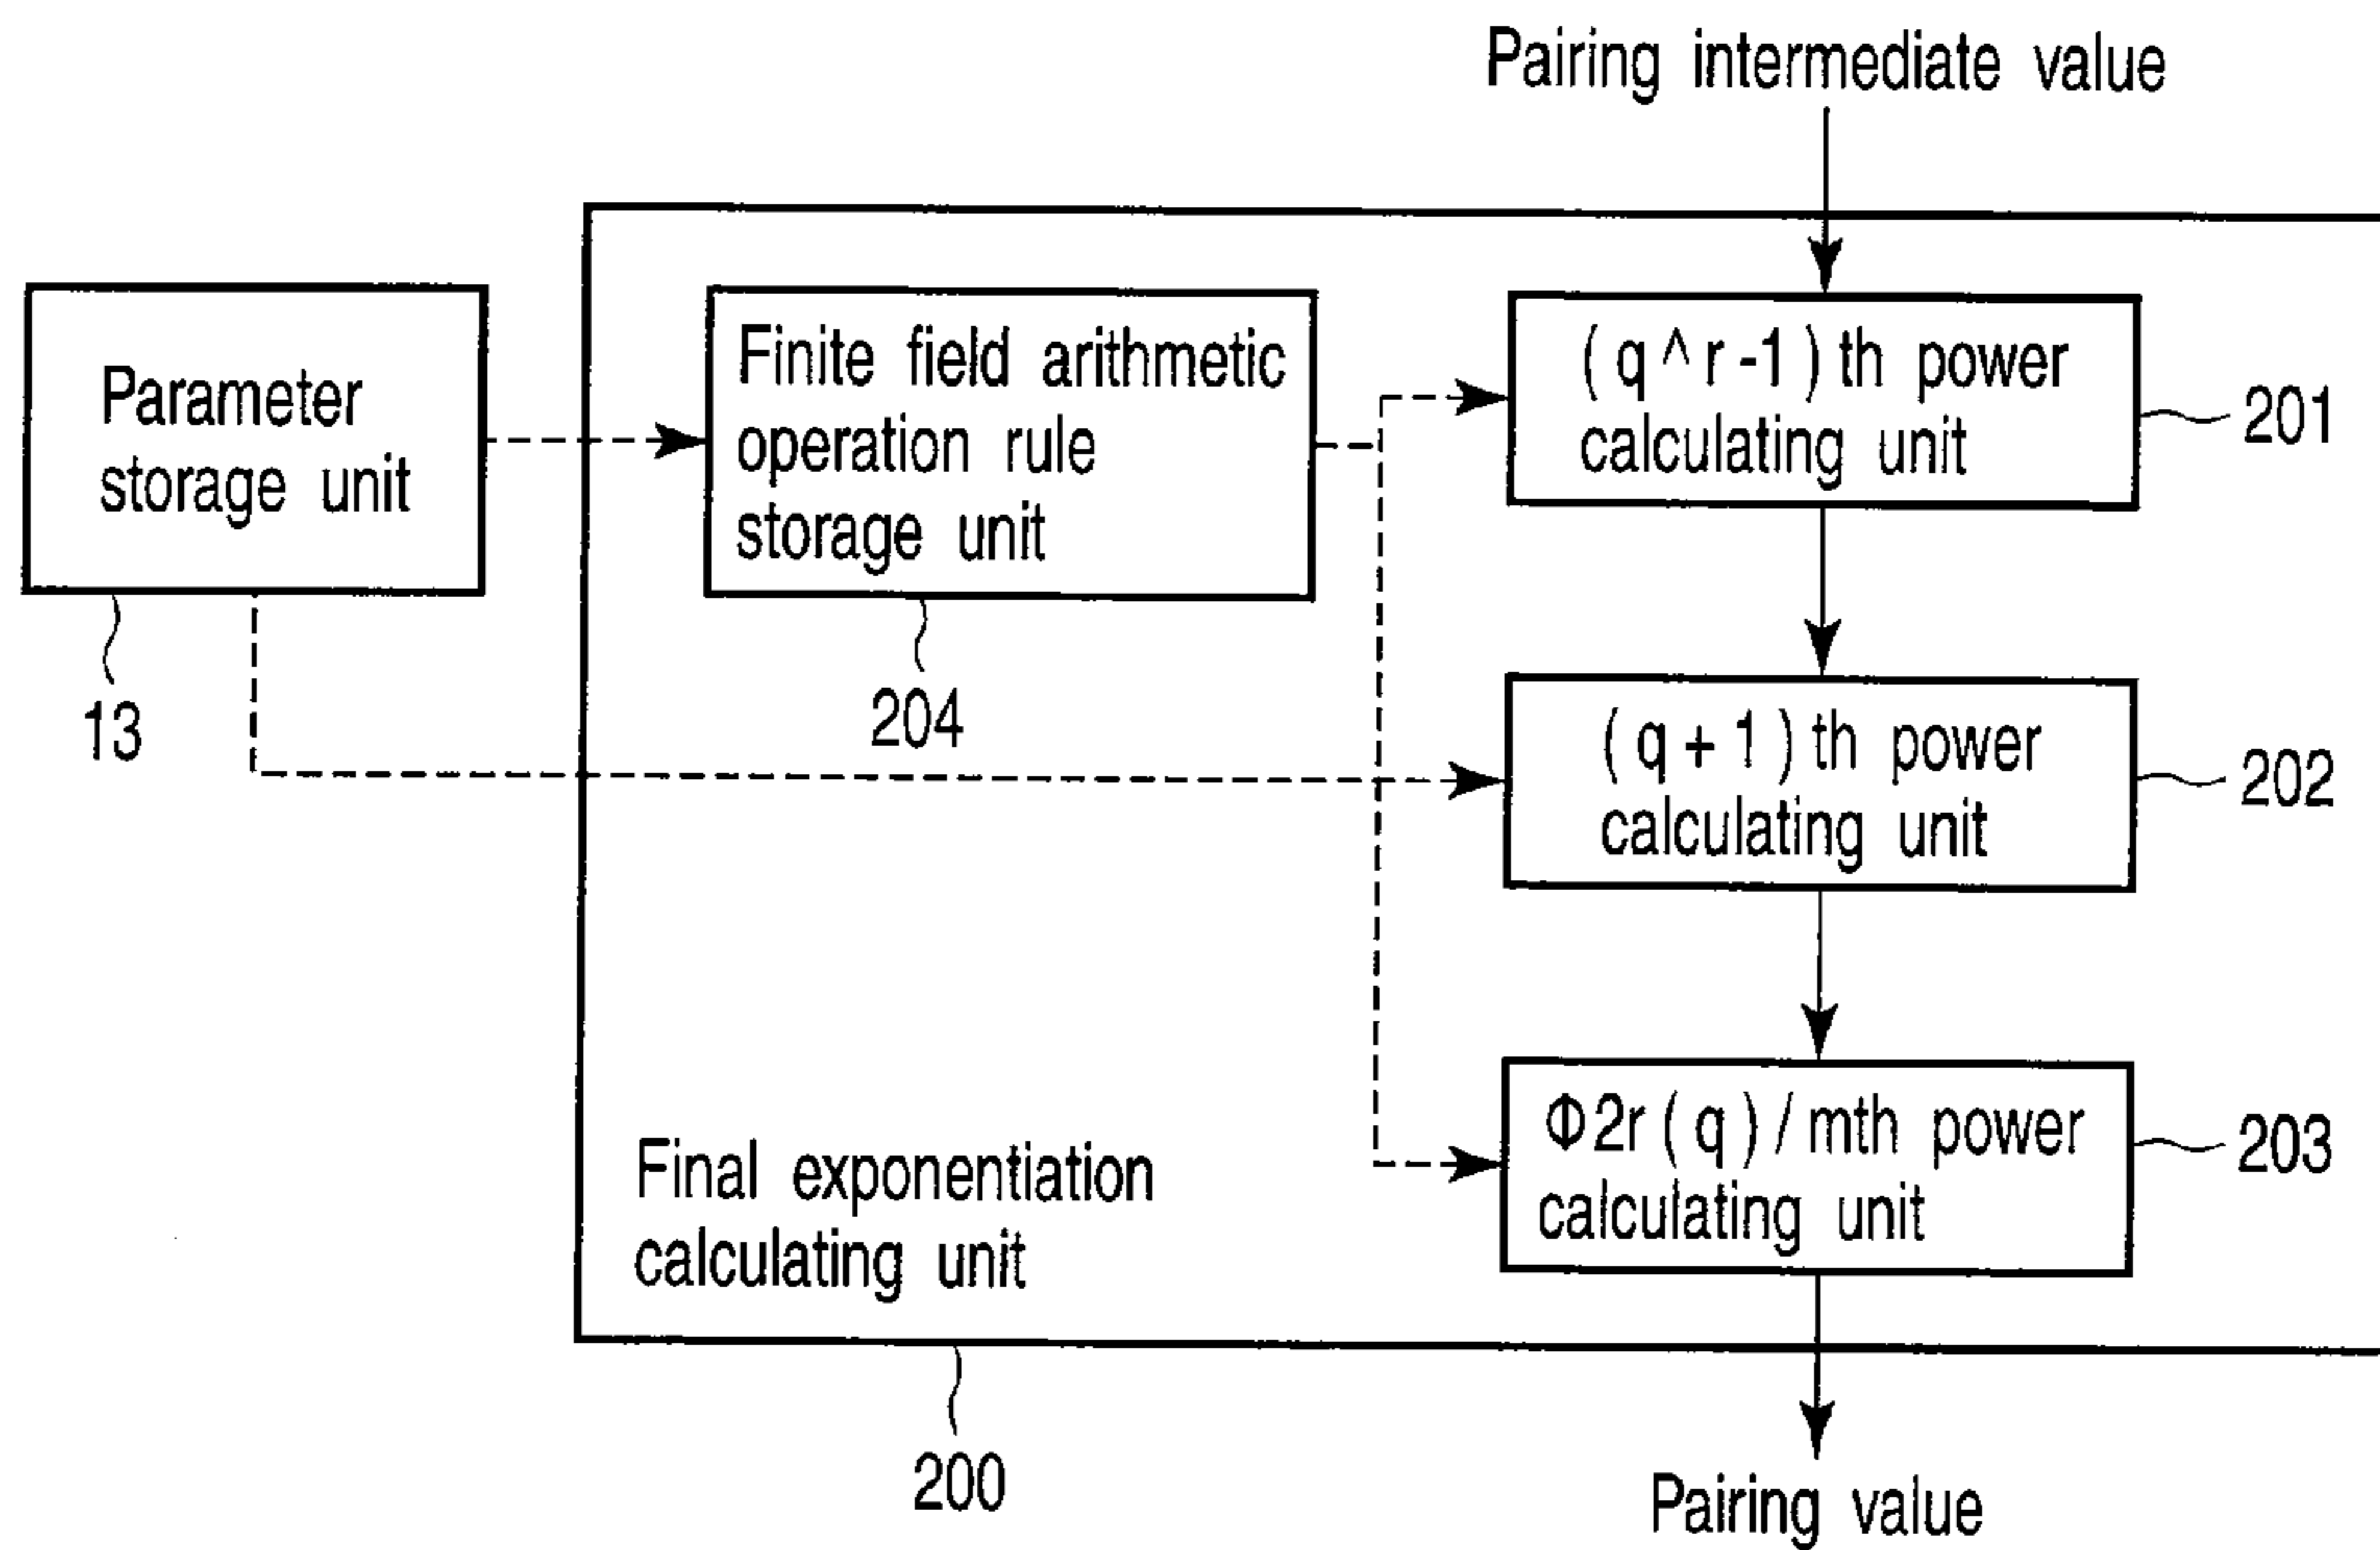 Pairing intermediate value
Parameter
storage unit
13
Finite field arithmetic
operation rule
storage unit
204
( q ^ r -1 ) th power
calculating unit
201
( q + 1 ) th power
calculating unit
202
Φ2r ( q ) / mth power
calculating unit
203
Final exponentiation
calculating unit
200
Pairing value